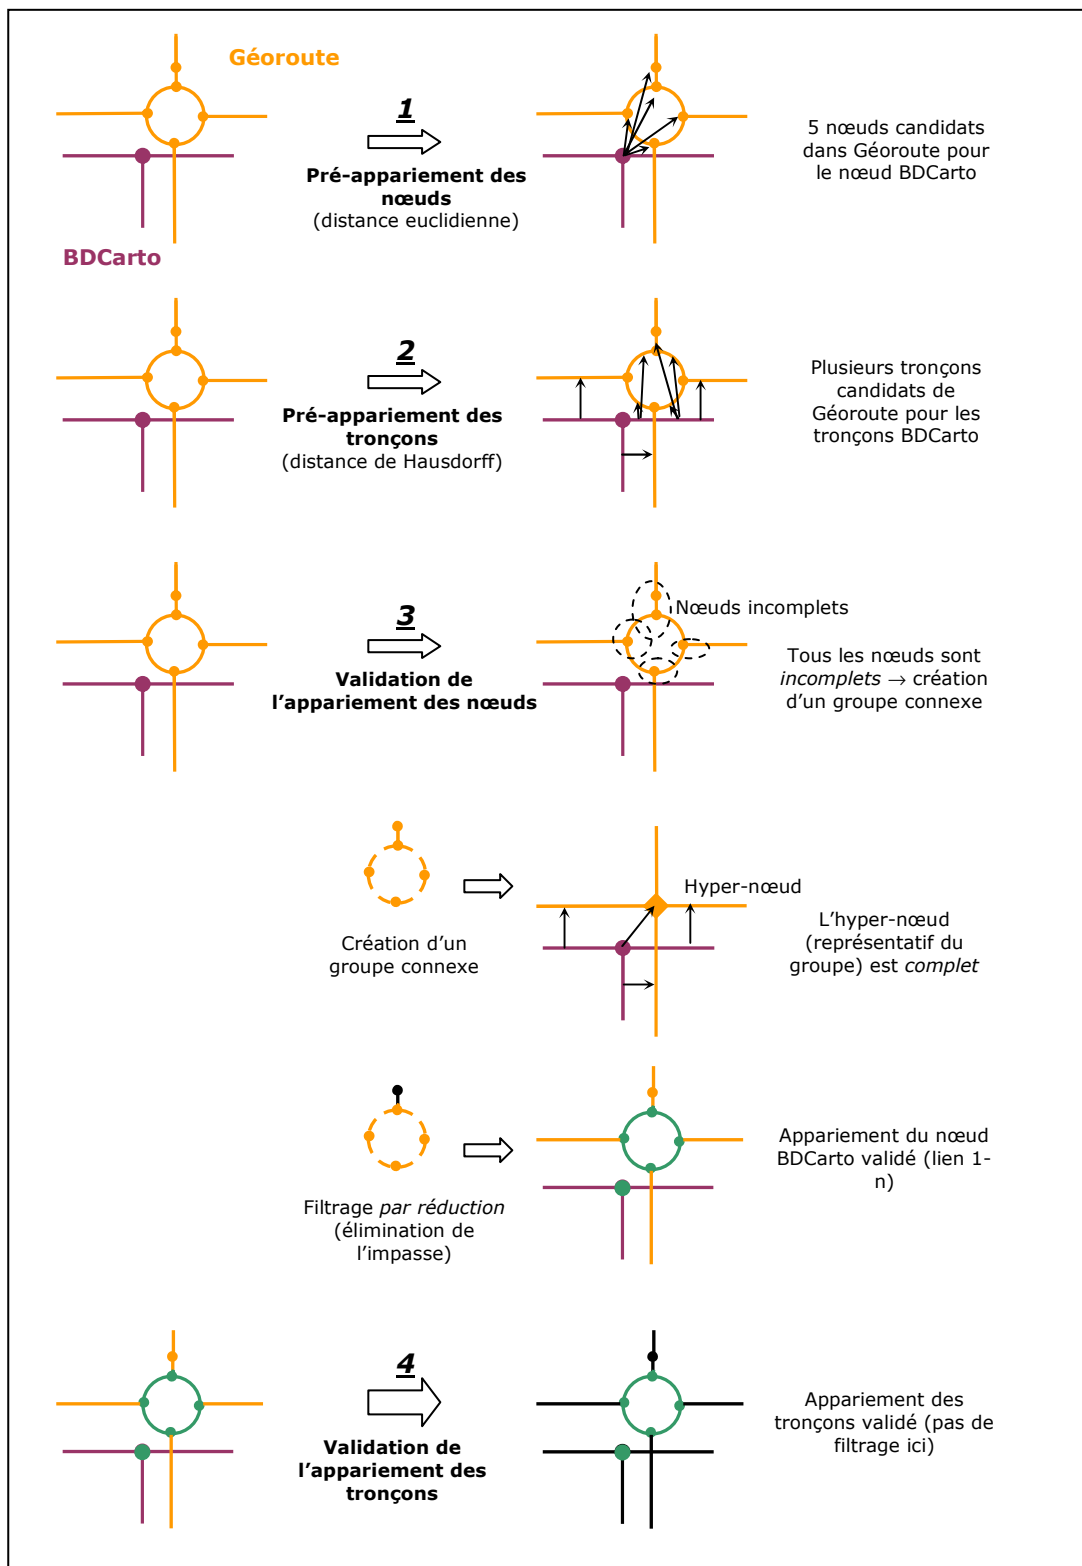 Géoroute
1
Pré-appariement des
nœuds
(distance euclidienne)
5 nœuds candidats
dans Géoroute pour
le nœud BDCarto
BDCarto
2
Pré-appariement des
tronçons
(distance de Hausdorff)
Plusieurs tronçons
candidats de
Géoroute pour les
tronçons BDCarto
3
Validation de
l’appariement des nœuds
Nœuds incomplets
Tous les nœuds sont
incomplets → création
d’un groupe connexe
Création d’un
groupe connexe
Hyper-nœud
L’hyper-nœud
(représentatif du
groupe) est complet
Filtrage par réduction
(élimination de
l’impasse)
Appariement du nœud
BDCarto validé (lien 1-
n)
4
Validation de
l’appariement des
tronçons
Appariement des
tronçons validé (pas de
filtrage ici)